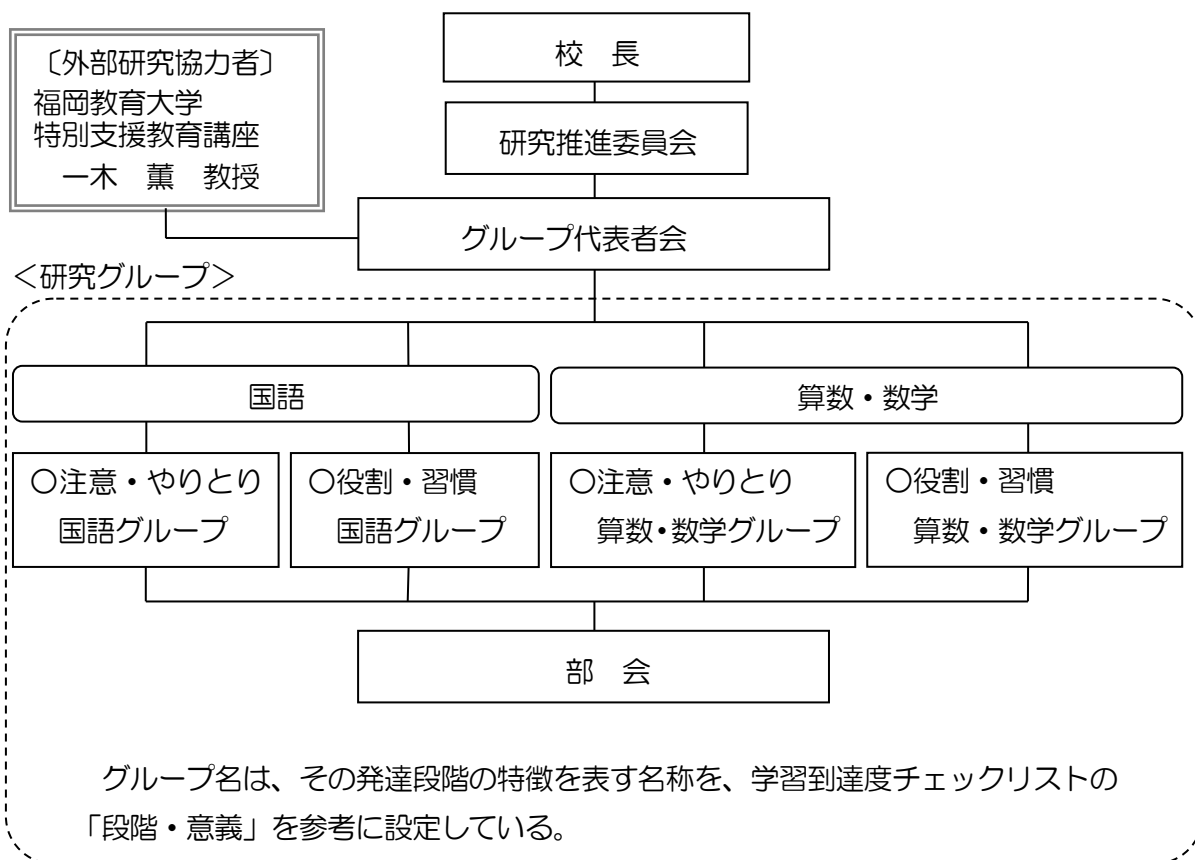 〔外部研究協力者〕
福岡教育大学
特別支援教育講座
一木 薫 教授
校 長
研究推進委員会
グループ代表者会
＜研究グループ＞
国語
算数・数学
○注意・やりとり
国語グループ
○役割・習慣
国語グループ
○注意・やりとり
算数・数学グループ
○役割・習慣
算数・数学グループ
部 会
グループ名は、その発達段階の特徴を表す名称を、学習到達度チェックリストの
「段階・意義」を参考に設定している。